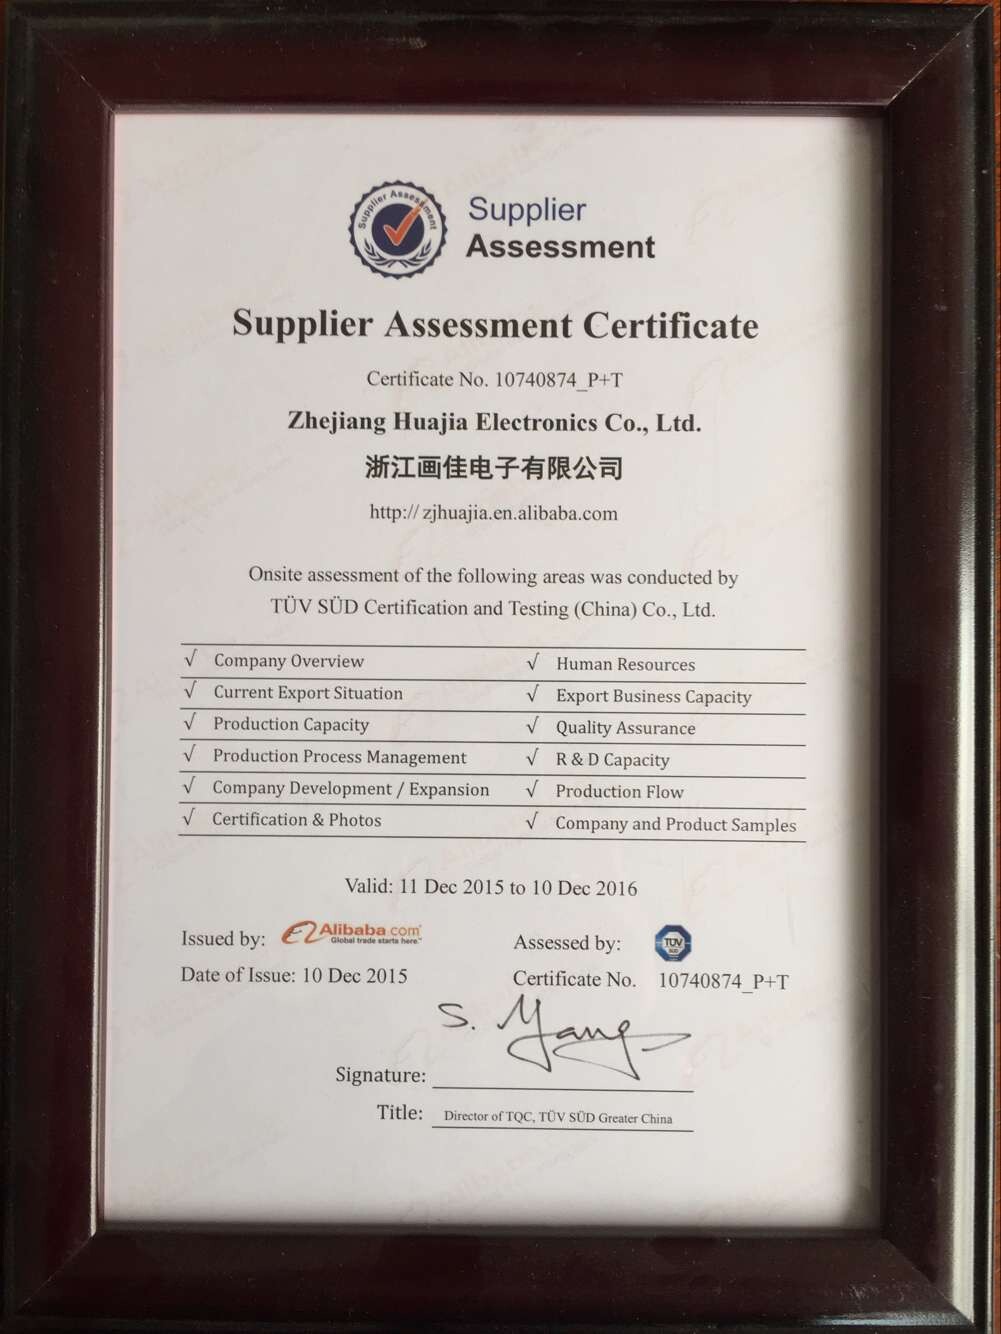 Supplier Assessment
Supplier
Assessment
Supplier Assessment Certificate
Certificate No. 10740874_P+T
Zhejiang Huajia Electronics Co., Ltd.
浙江画佳电子有限公司
http:// zjhuajia.en.alibaba.com
Onsite assessment of the following areas was conducted by
TÜV SÜD Certification and Testing (China) Co., Ltd.
√ Company Overview √ Human Resources
√ Current Export Situation √ Export Business Capacity
√ Production Capacity √ Quality Assurance
√ Production Process Management √ R & D Capacity
√ Company Development / Expansion √ Production Flow
√ Certification & Photos √ Company and Product Samples
Valid: 11 Dec 2015 to 10 Dec 2016
Issued by: Alibaba.com Assessed by: TÜV SÜD
Global trade starts here.™
Date of Issue: 10 Dec 2015 Certificate No. 10740874_P+T
S. Yang
Signature:
Title: Director of TQC, TÜV SÜD Greater China